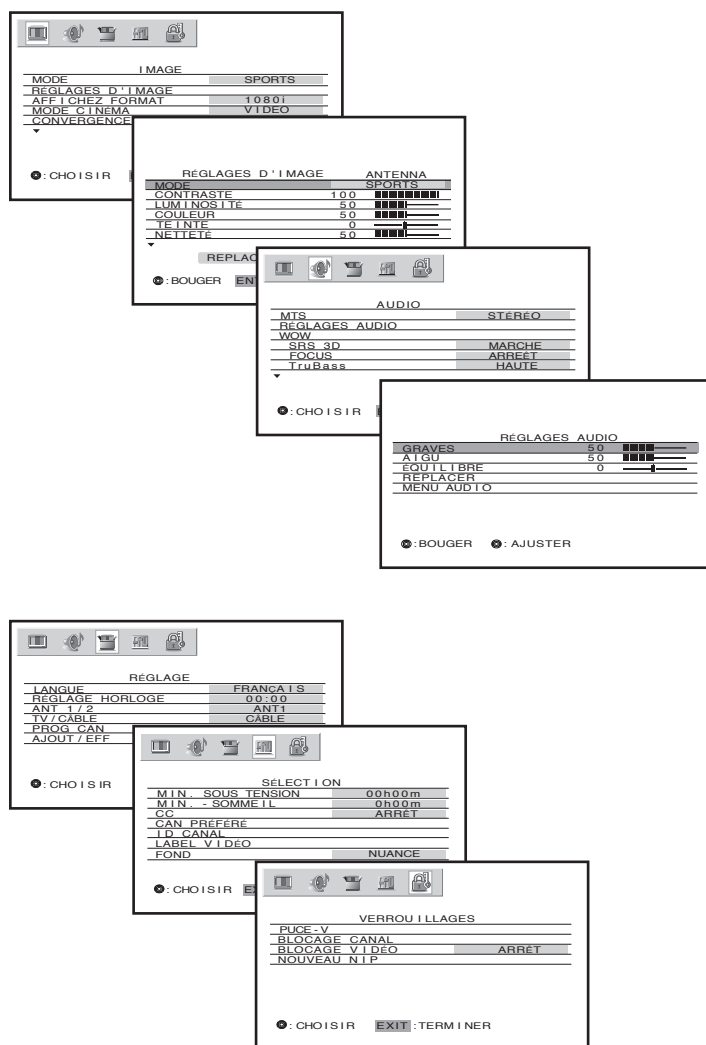 IMAGE
MODE SPORTS
RÉGLAGES D'IMAGE
AFFICHEZ FORMAT 1080i
MODE CINÉMA VIDEO
CONVERGENCE
:CHOISIR
RÉGLAGES D'IMAGE ANTENNA
MODE SPORTS
CONTRASTE 100
LUMINOSITÉ 50
COULEUR 50
TEINTE 0
NETTETÉ 50
REPLAC
:BOUGER EN
AUDIO
MTS STÉRÉO
RÉGLAGES AUDIO
WOW
SRS 3D MARCHE
FOCUS ARREÊT
TruBass HAUTE
:CHOISIR
RÉGLAGES AUDIO
GRAVES 50
AIGU 50
ÉQUILIBRE 0
REPLACER
MENU AUDIO
:BOUGER :AJUSTER
RÉGLAGE
LANGUE FRANÇAIS
RÉGLAGE HORLOGE 00:00
ANT 1/2 ANT1
TV/CÂBLE CÂBLE
PROG CAN
AJOUT/EFF
:CHOISIR
SÉLECTION
MIN. SOUS TENSION 00h00m
MIN. - SOMMEIL 0h00m
CC ARRÊT
CAN PRÉFÉRÉ
ID CANAL
LABEL VIDÉO
FOND NUANCE
:CHOISIR EX
VERROUILLAGES
PUCE-V
BLOCAGE CANAL
BLOCAGE VIDÉO ARRÊT
NOUVEAU NIP
:CHOISIR EXIT:TERMINER